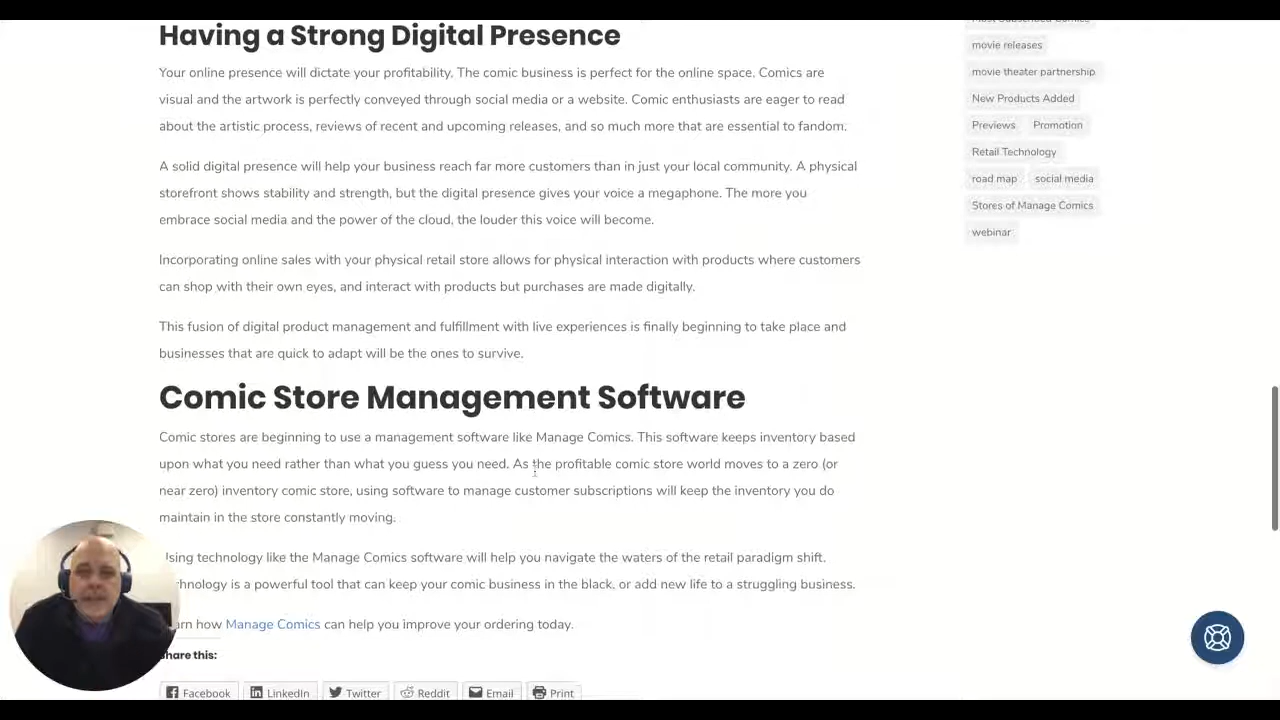 Having a Strong Digital Presence
Your online presence will dictate your profitability. The comic business is perfect for the online space. Comics are
visual and the artwork is perfectly conveyed through social media or a website. Comic enthusiasts are eager to read
about the artistic process, reviews of recent and upcoming releases, and so much more that are essential to fandom.
A solid digital presence will help your business reach far more customers than in just your local community. A physical
storefront shows stability and strength, but the digital presence gives your voice a megaphone. The more you
embrace social media and the power of the cloud, the louder this voice will become.
Incorporating online sales with your physical retail store allows for physical interaction with products where customers
can shop with their own eyes, and interact with products but purchases are made digitally.
This fusion of digital product management and fulfillment with live experiences is finally beginning to take place and
businesses that are quick to adapt will be the ones to survive.
Comic Store Management Software
Comic stores are beginning to use a management software like Manage Comics. This software keeps inventory based
upon what you need rather than what you guess you need. As the profitable comic store world moves to a zero (or
near zero) inventory comic store, using software to manage customer subscriptions will keep the inventory you do
maintain in the store constantly moving.
sing technology like the Manage Comics software will help you navigate the waters of the retail paradigm shift.
chnology is a powerful tool that can keep your comic business in the black, or add new life to a struggling business.
arn how Manage Comics can help you improve your ordering today.
hare this:
Facebook LinkedIn Twitter Reddit Email Print
Most Subscribed Comics
movie releases
movie theater partnership
New Products Added
Previews Promotion
Retail Technology
road map social media
Stores of Manage Comics
webinar